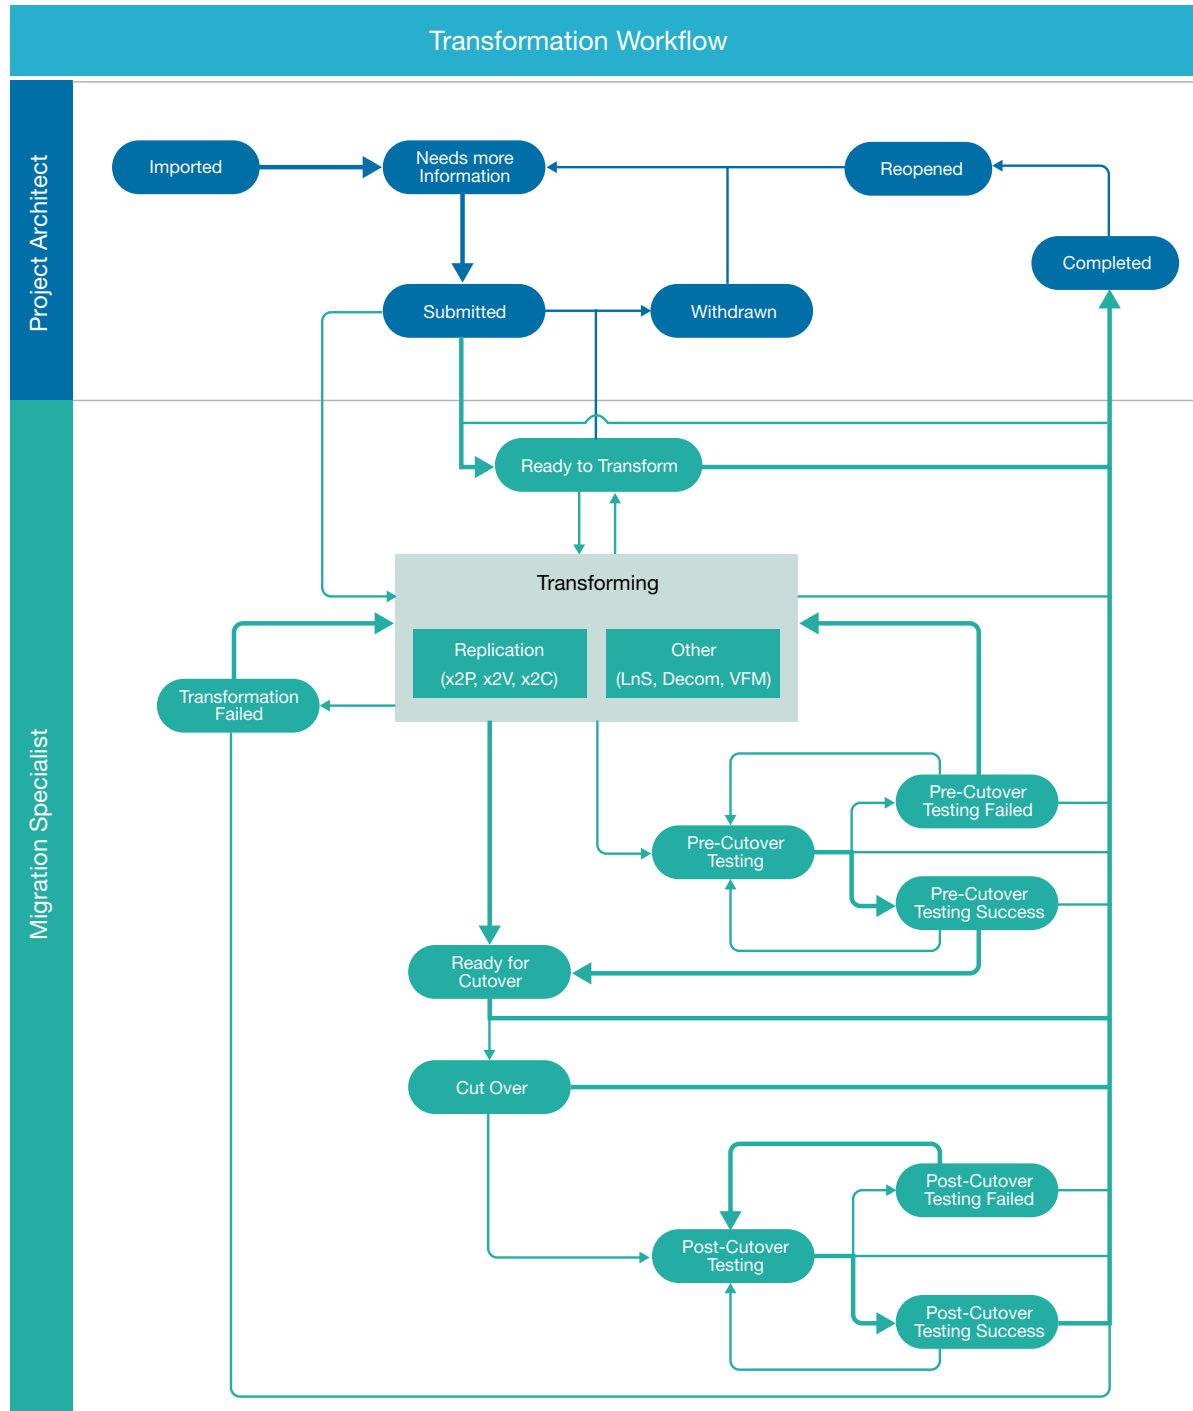 Transformation Workflow
Project Architect
Imported
Needs more
Information
Reopened
Completed
Submitted
Withdrawn
Migration Specialist
Ready to Transform
Transforming
Replication
(x2P, x2V, x2C)
Other
(LnS, Decom, VFM)
Transformation
Failed
Pre-Cutover
Testing Failed
Pre-Cutover
Testing
Pre-Cutover
Testing Success
Ready for
Cutover
Cut Over
Post-Cutover
Testing Failed
Post-Cutover
Testing
Post-Cutover
Testing Success